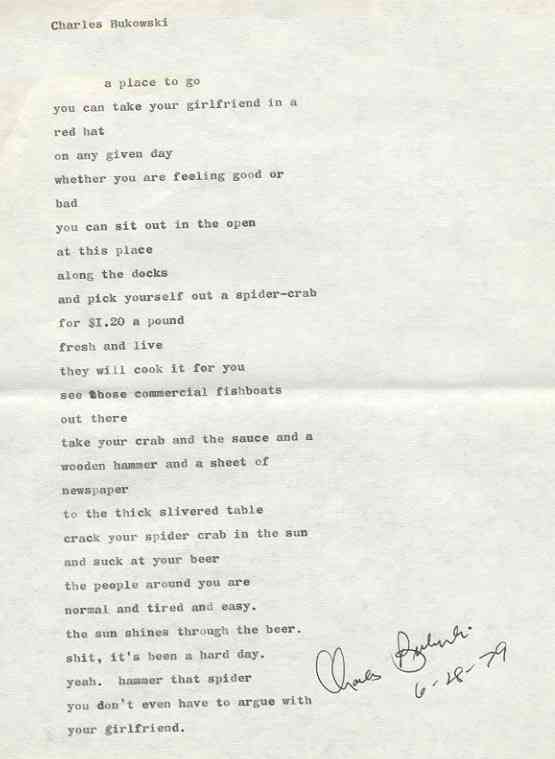 Charles Bukowski
a place to go
you can take your girlfriend in a
red hat
on any given day
whether you are feeling good or
bad
you can sit out in the open
at this place
along the docks
and pick yourself out a spider-crab
for $I.20 a pound
fresh and live
they will cook it for you
see those commercial fishboats
out there
take your crab and the sauce and a
wooden hammer and a sheet of
newspaper
to the thick slivered table
crack your spider crab in the sun
and suck at your beer
the people around you are
normal and tired and easy.
the sun shines through the beer.
shit, it's been a hard day.
yeah. hammer that spider
you don't even have to argue with
your girlfriend.
Charles Bukowski
6-28-79